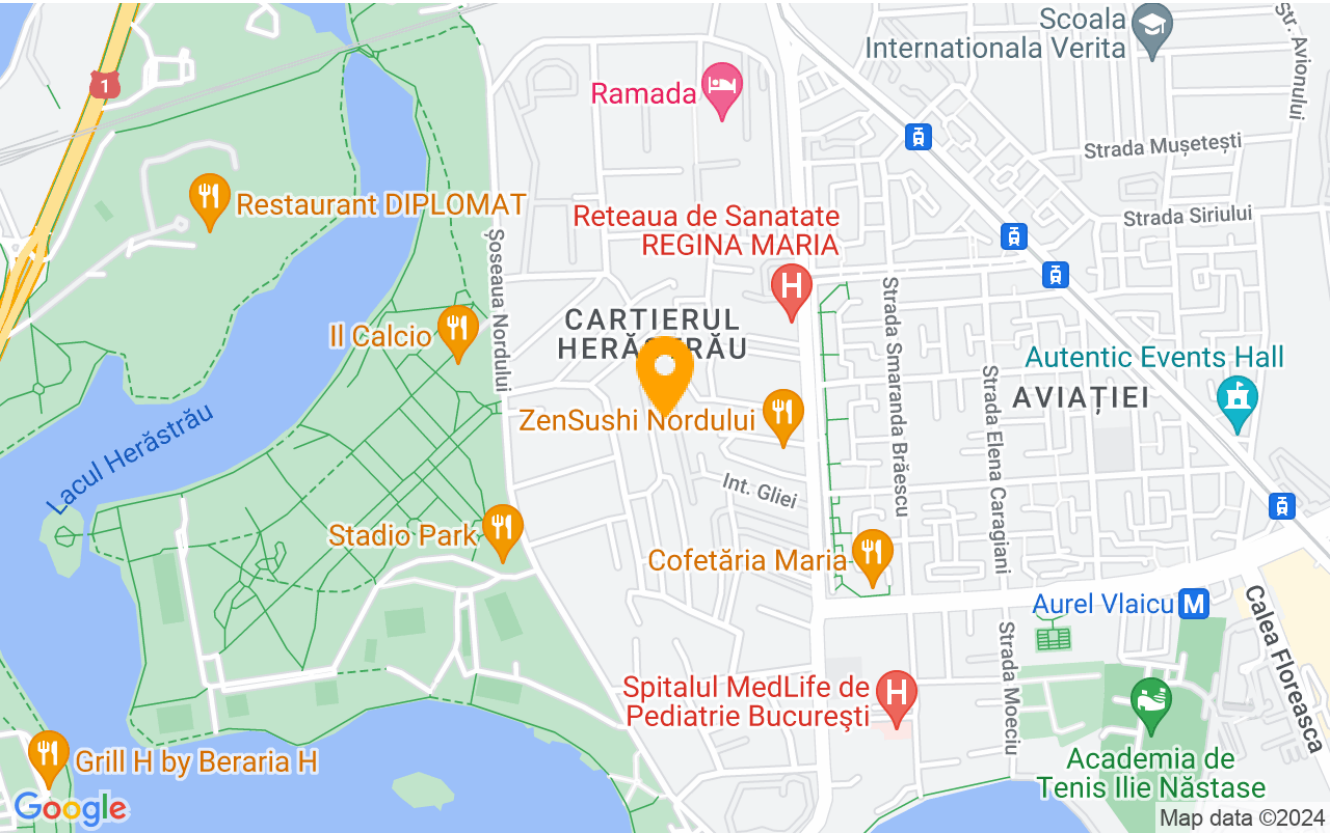 Scoala
Internationala Verita
Str. Avionului
1
Ramada
Strada Mușetești
Restaurant DIPLOMAT
Reteaua de Sanatate
REGINA MARIA
H
Strada Siriului
Șoseaua Nordului
Il Calcio
CARTIERUL
Strada Smaranda Brăescu
Autentic Events Hall
Strada Elena Caragiani
AVIAȚIEI
ZenSushi Nordului
Lacul Herăstrău
Int. Gliei
Stadio Park
Cofetăria Maria
Aurel Vlaicu M
Calea Floreasca
Strada Moeciu
Spitalul MedLife de
Pediatrie Bucureşti
H
Grill H by Beraria H
Academia de
Tenis Ilie Năstase
Google
Map data ©2024